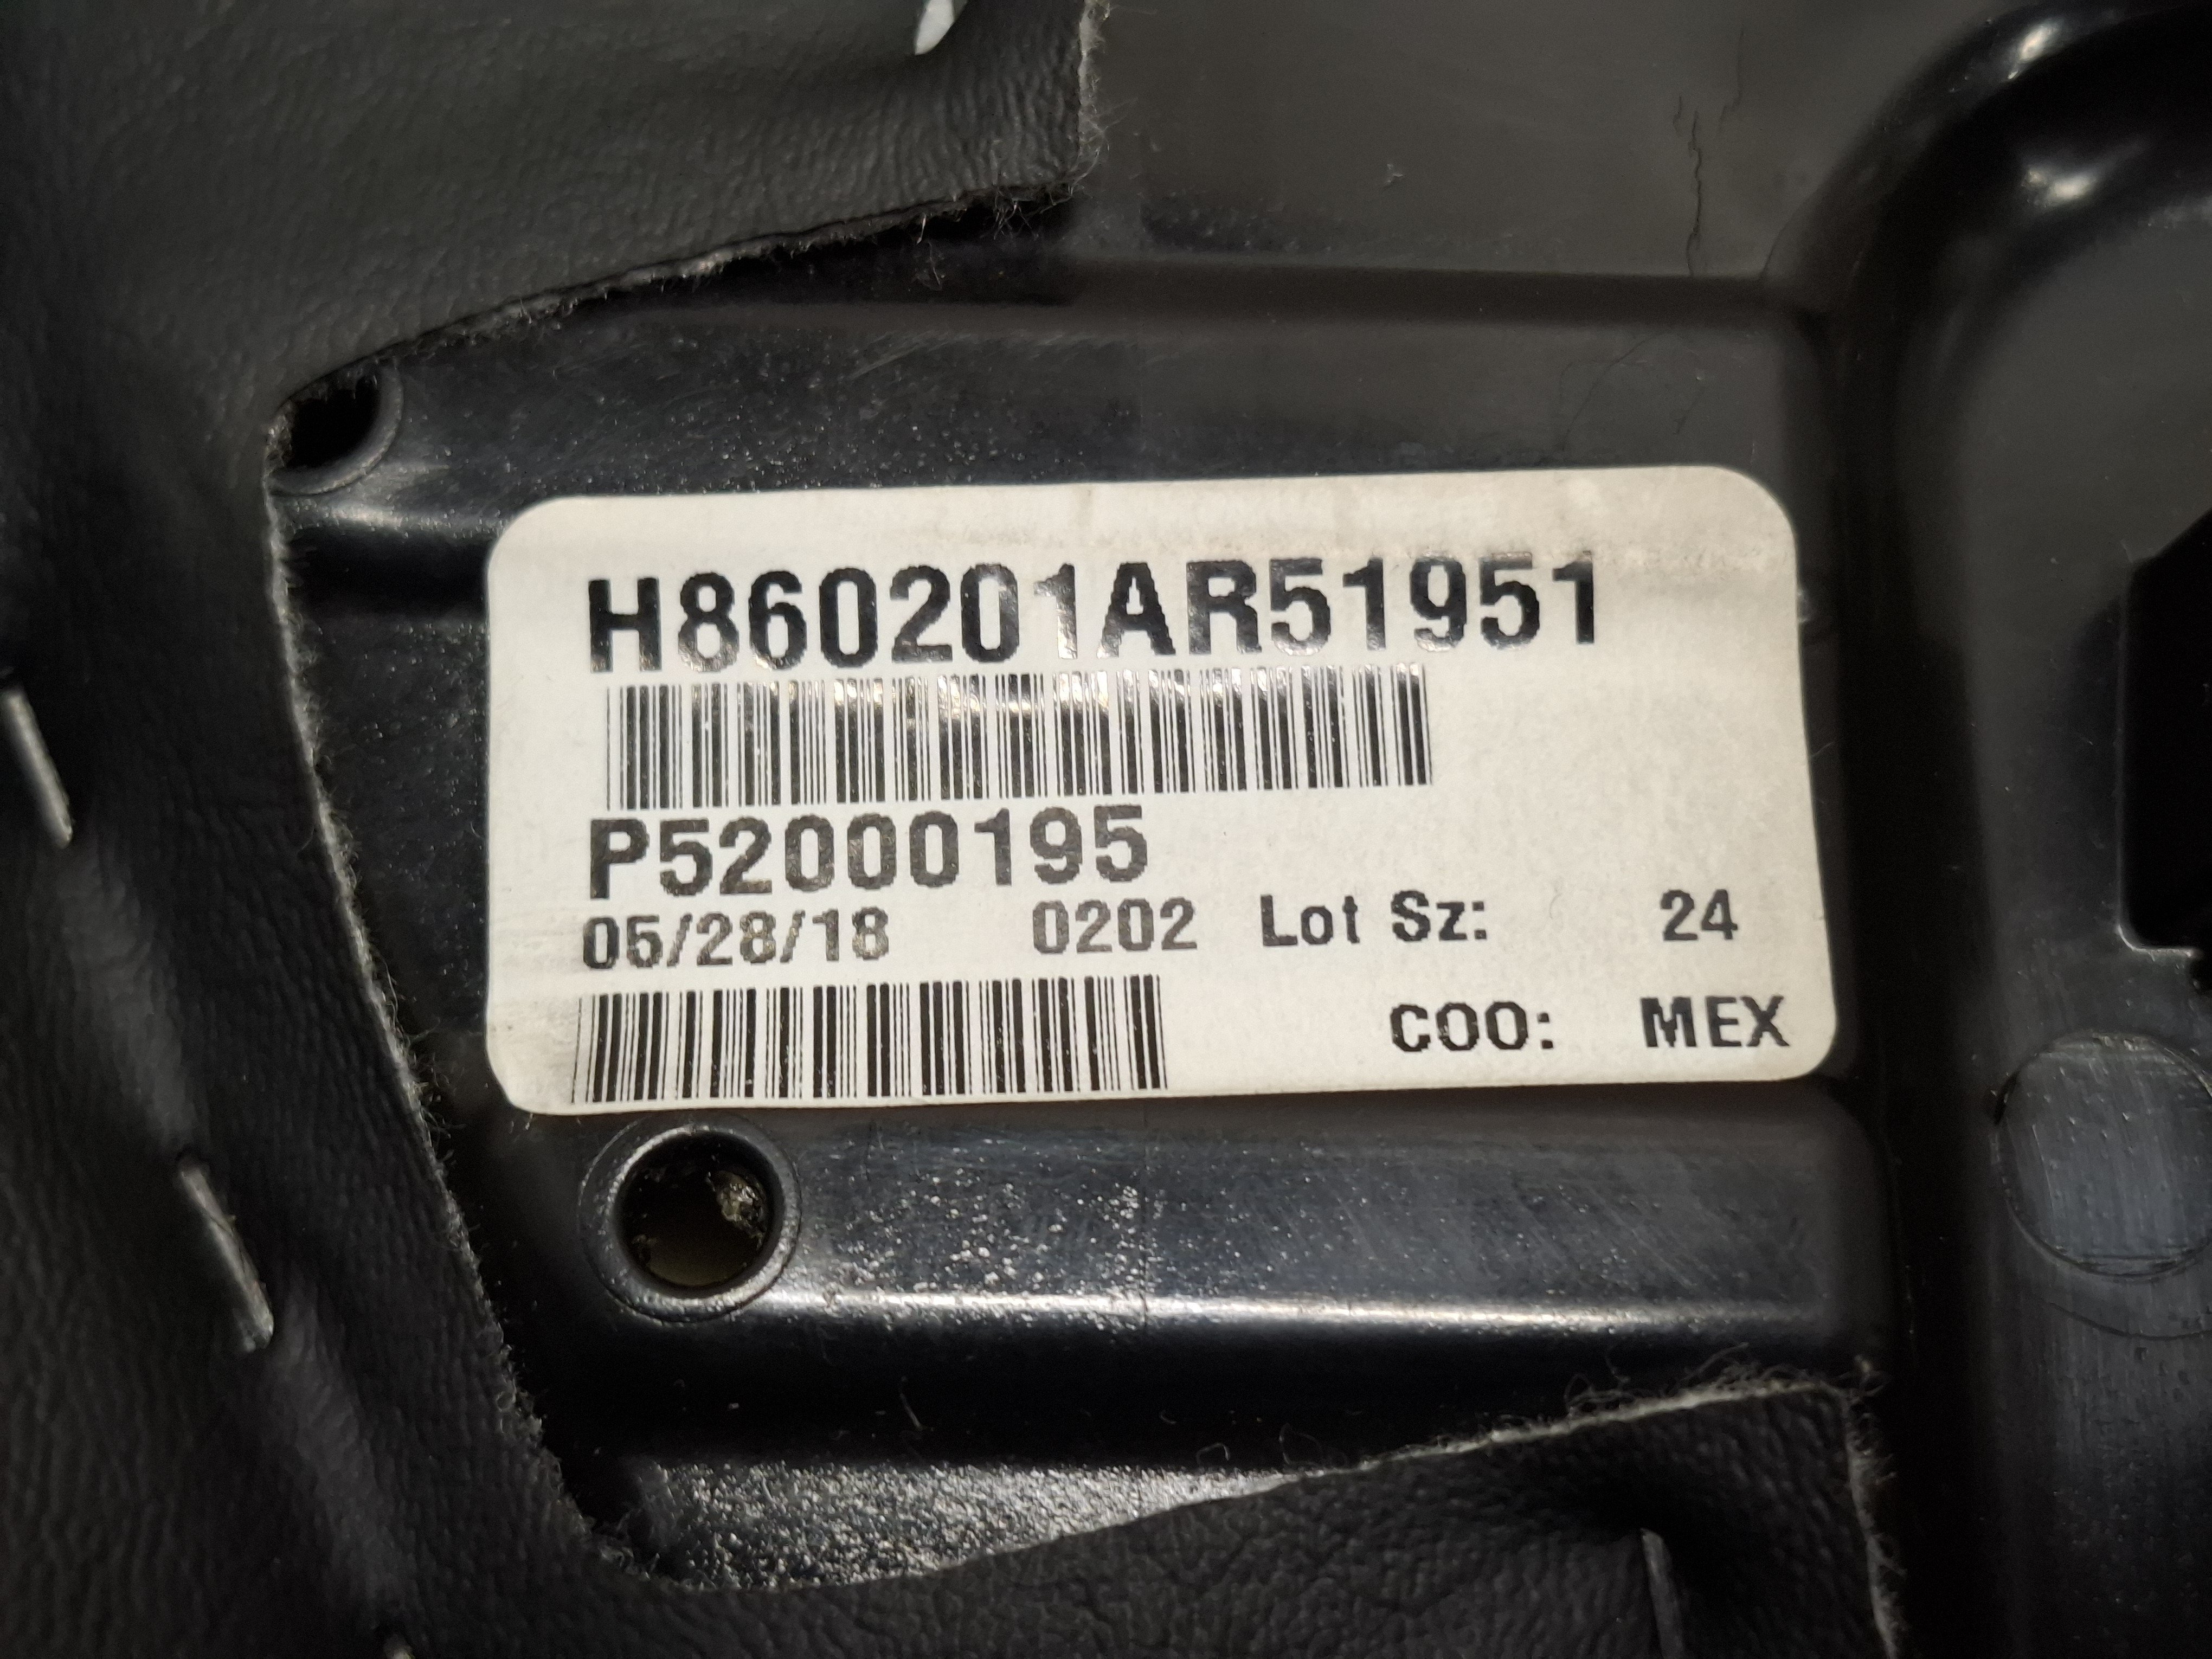 H860201AR51951
P52000195
05/28/18 0202 Lot Sz: 24
COO: MEX